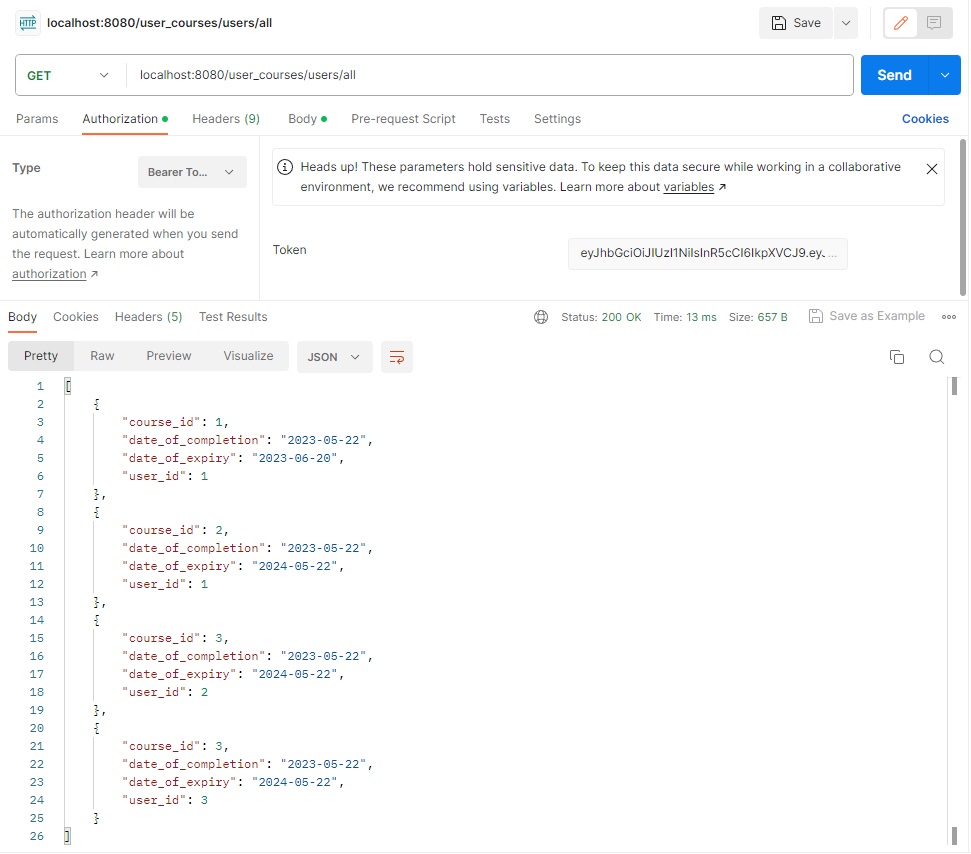 HTTP localhost:8080/user_courses/users/all Save
GET localhost:8080/user_courses/users/all Send
Params Authorization Headers (9) Body Pre-request Script Tests Settings Cookies
Type Bearer To...
The authorization header will be
automatically generated when you send
the request. Learn more about
authorization ↗
Heads up! These parameters hold sensitive data. To keep this data secure while working in a collaborative
environment, we recommend using variables. Learn more about variables ↗
Token
Body Cookies Headers (5) Test Results Status: 200 OK Time: 13 ms Size: 657 B Save as Example
Pretty Raw Preview Visualize JSON
1 [
2 {
3 "course_id": 1,
4 "date_of_completion": "2023-05-22",
5 "date_of_expiry": "2023-06-20",
6 "user_id": 1
7 },
8 {
9 "course_id": 2,
10 "date_of_completion": "2023-05-22",
11 "date_of_expiry": "2024-05-22",
12 "user_id": 1
13 },
14 {
15 "course_id": 3,
16 "date_of_completion": "2023-05-22",
17 "date_of_expiry": "2024-05-22",
18 "user_id": 2
19 },
20 {
21 "course_id": 3,
22 "date_of_completion": "2023-05-22",
23 "date_of_expiry": "2024-05-22",
24 "user_id": 3
25 }
26 ]